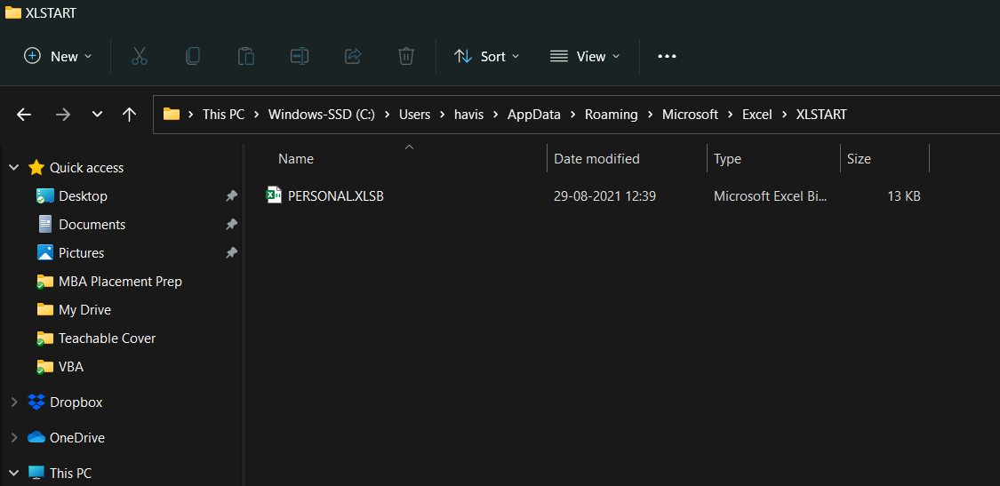 XLSTART
New Sort View
This PC Windows-SSD (C:) Users havis AppData Roaming Microsoft Excel XLSTART
Name Date modified Type Size
PERSONAL.XLSB 29-08-2021 12:39 Microsoft Excel Bi... 13 KB
Quick access
Desktop
Documents
Pictures
MBA Placement Prep
My Drive
Teachable Cover
VBA
Dropbox
OneDrive
This PC